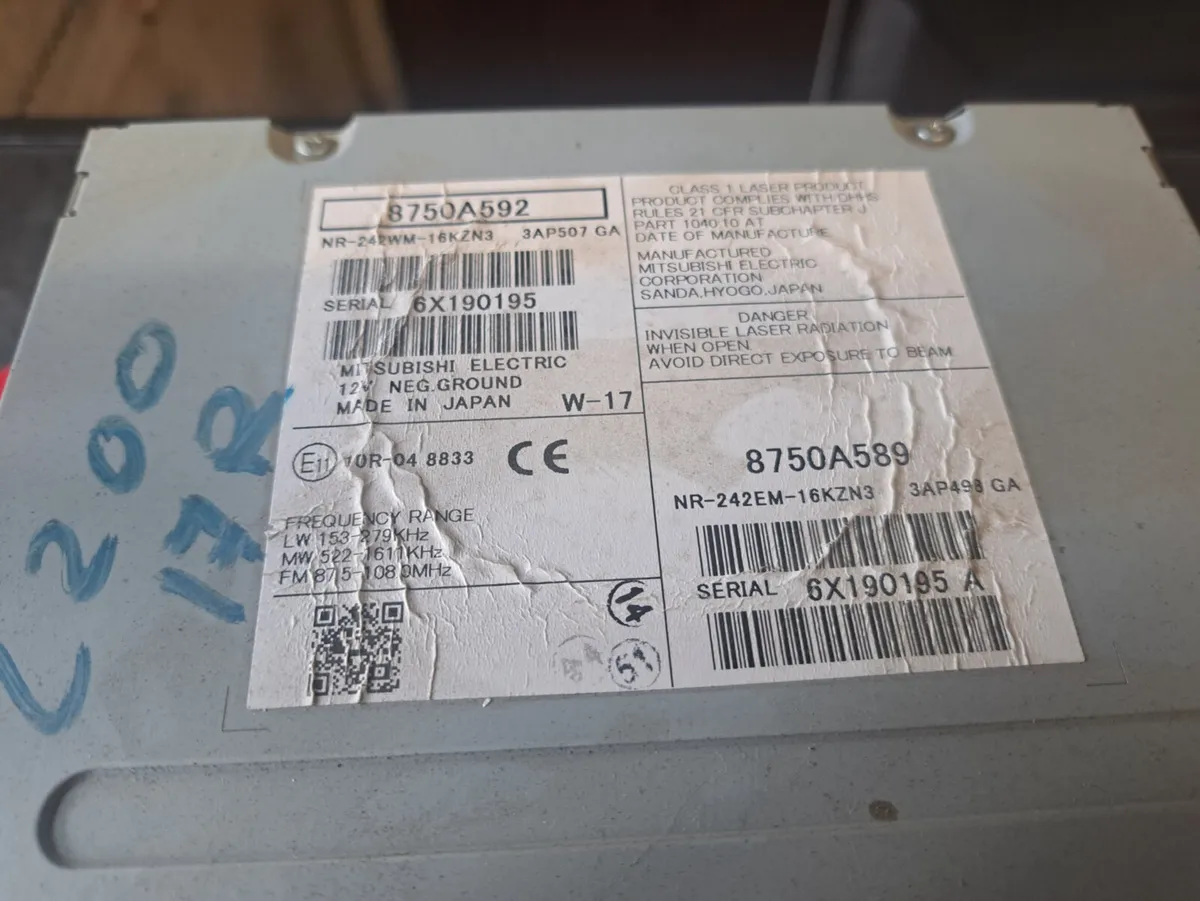 8750A592
NR-242WM-16KZN3 3AP507 GA
SERIAL 6X190195
MITSUBISHI ELECTRIC
12V NEG.GROUND
MADE IN JAPAN W-17
E11 10R-04 8833 CE
FREQUENCY RANGE
LW 153-279KHz
MW 522-1611KHz
FM 87.5-108.0MHz
14
51
CLASS 1 LASER PRODUCT
PRODUCT COMPLIES WITH DHHS
RULES 21 CFR SUBCHAPTER J
PART 1040.10 AT
DATE OF MANUFACTURE
MANUFACTURED
MITSUBISHI ELECTRIC
CORPORATION
SANDA,HYOGO.JAPAN
DANGER
INVISIBLE LASER RADIATION
WHEN OPEN.
AVOID DIRECT EXPOSURE TO BEAM
8750A589
NR-242EM-16KZN3 3AP498 GA
SERIAL 6X190195 A
L200
17R